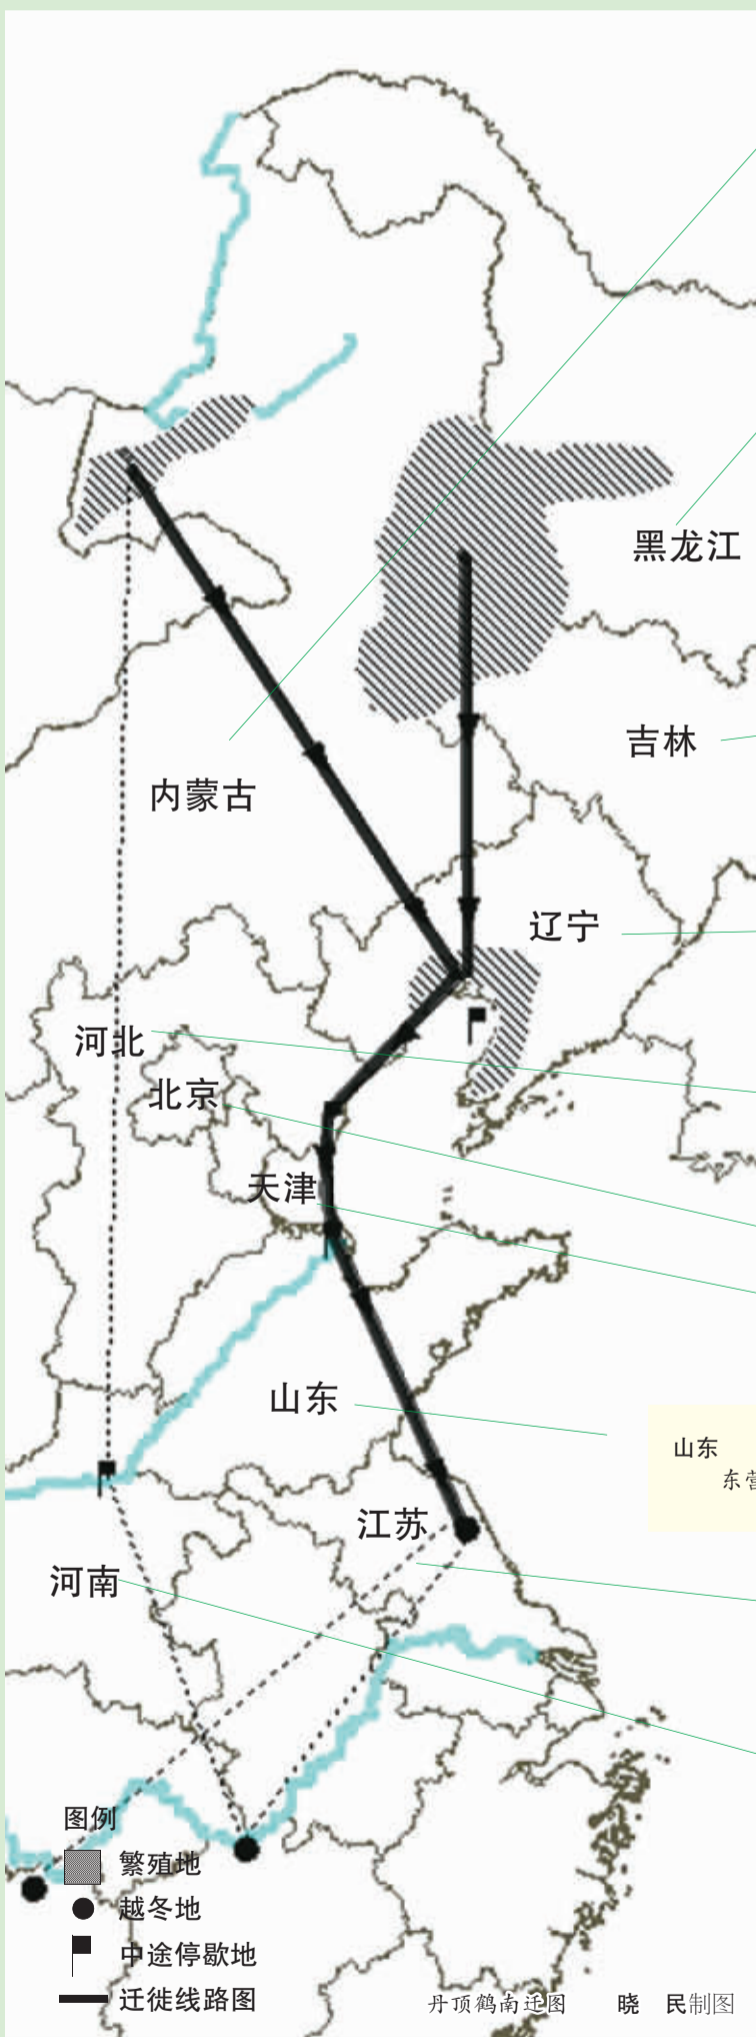 黑龙江
吉林
内蒙古
辽宁
河北
北京
天津
山东
山东
东营
江苏
河南
图例
繁殖地
越冬地
中途停歇地
迁徙线路图
丹顶鹤南迁图 晓 民制图